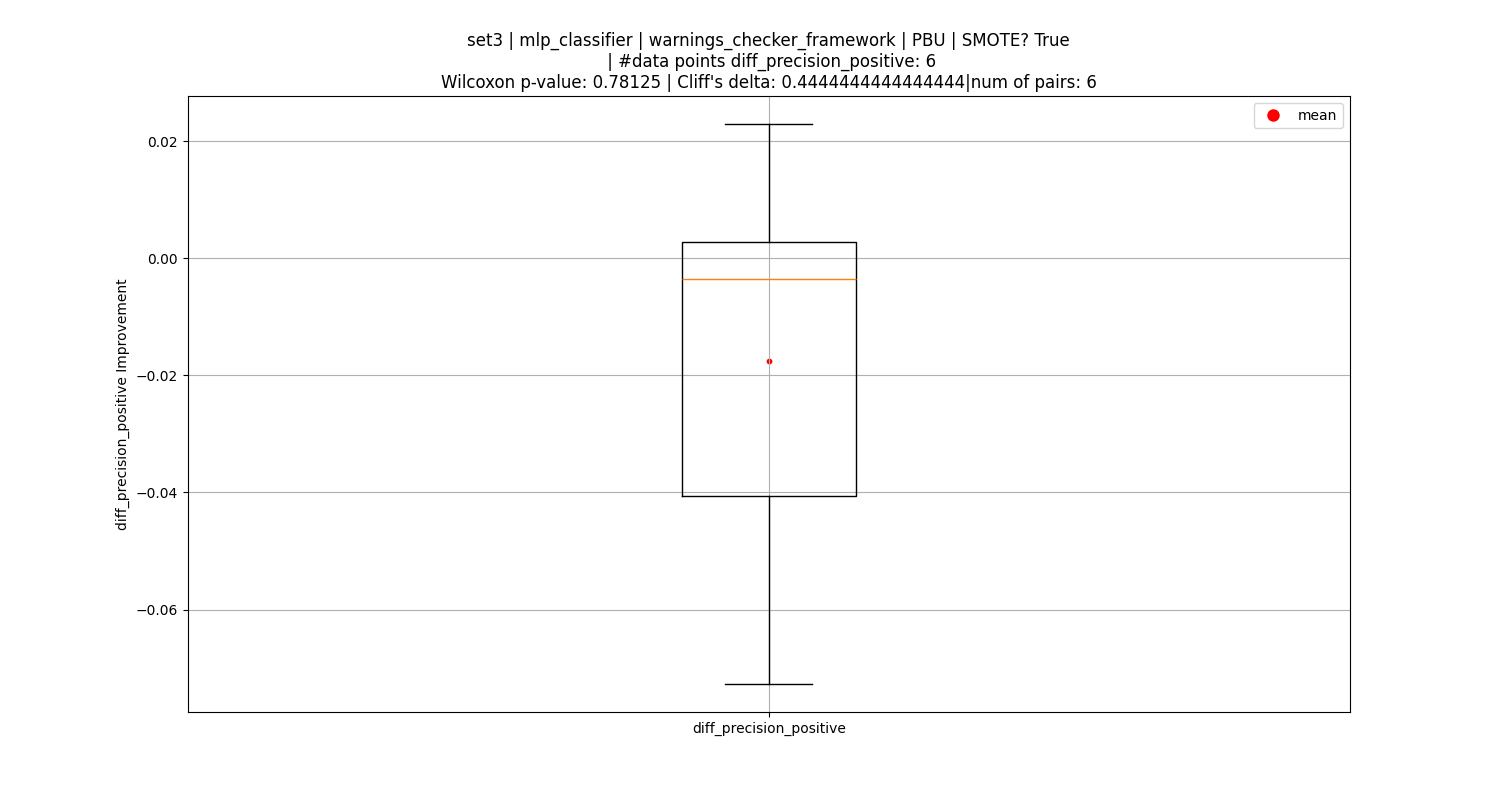 set3 | mlp_classifier | warnings_checker_framework | PBU | SMOTE? True
| #data points diff_precision_positive: 6
Wilcoxon p-value: 0.78125 | Cliff's delta: 0.4444444444444444|num of pairs: 6
mean
0.02
0.00
−0.02
−0.04
−0.06
diff_precision_positive Improvement
diff_precision_positive